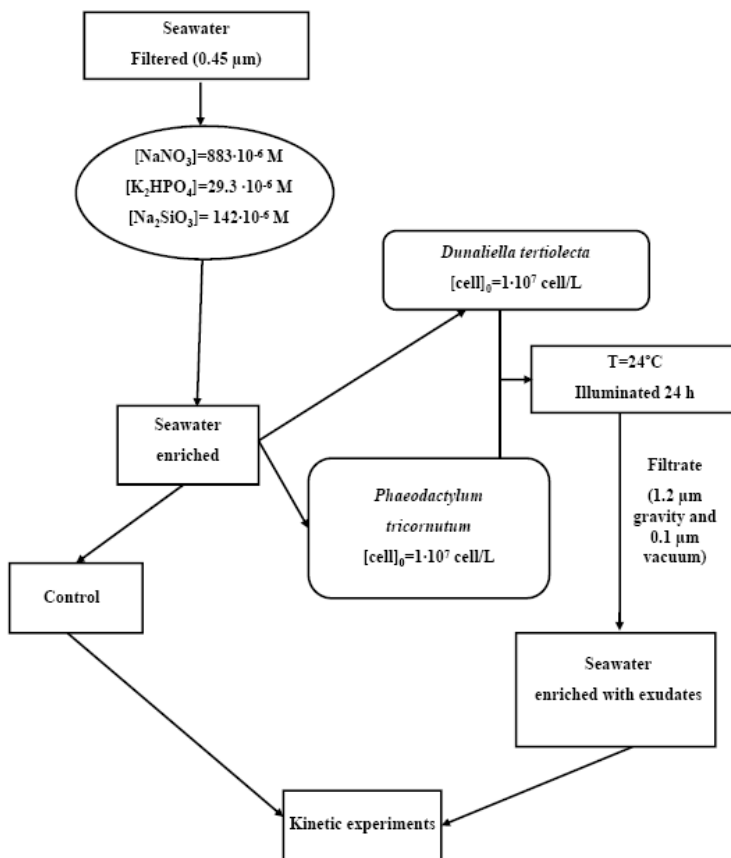 Seawater
Filtered (0.45 µm)
[NaNO₃]=883·10⁻⁶ M
[K₂HPO₄]=29.3 ·10⁻⁶ M
[Na₂SiO₃]= 142·10⁻⁶ M
Dunaliella tertiolecta
[cell]₀=1·10⁷ cell/L
T=24°C
Illuminated 24 h
Seawater
enriched
Phaeodactylum
tricornutum
[cell]₀=1·10⁷ cell/L
Filtrate
(1.2 µm
gravity and
0.1 µm
vacuum)
Control
Seawater
enriched with exudates
Kinetic experiments